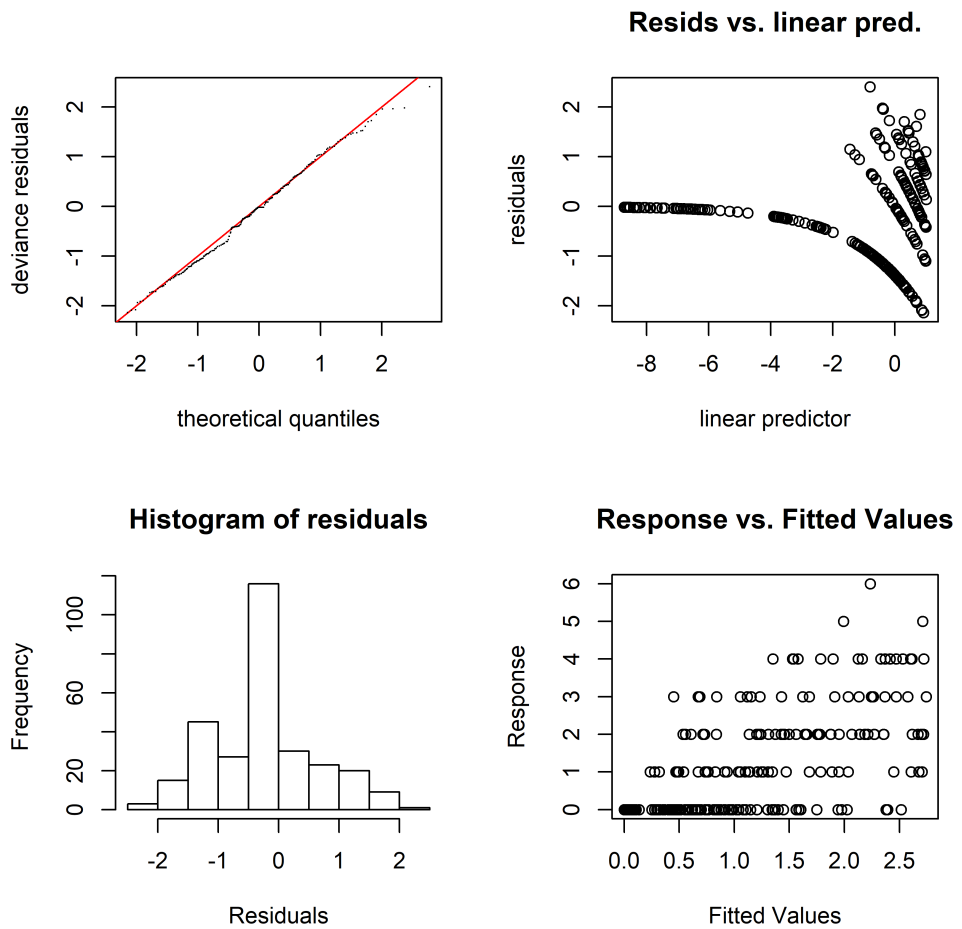 Resids vs. linear pred.
deviance residuals
2
1
0
-1
-2
-2 -1 0 1 2
theoretical quantiles
residuals
2
1
0
-1
-2
-8 -6 -4 -2 0
linear predictor
Histogram of residuals
Frequency
100
60
20
0
-2 -1 0 1 2
Residuals
Response vs. Fitted Values
Response
6
5
4
3
2
1
0
0.0 0.5 1.0 1.5 2.0 2.5
Fitted Values